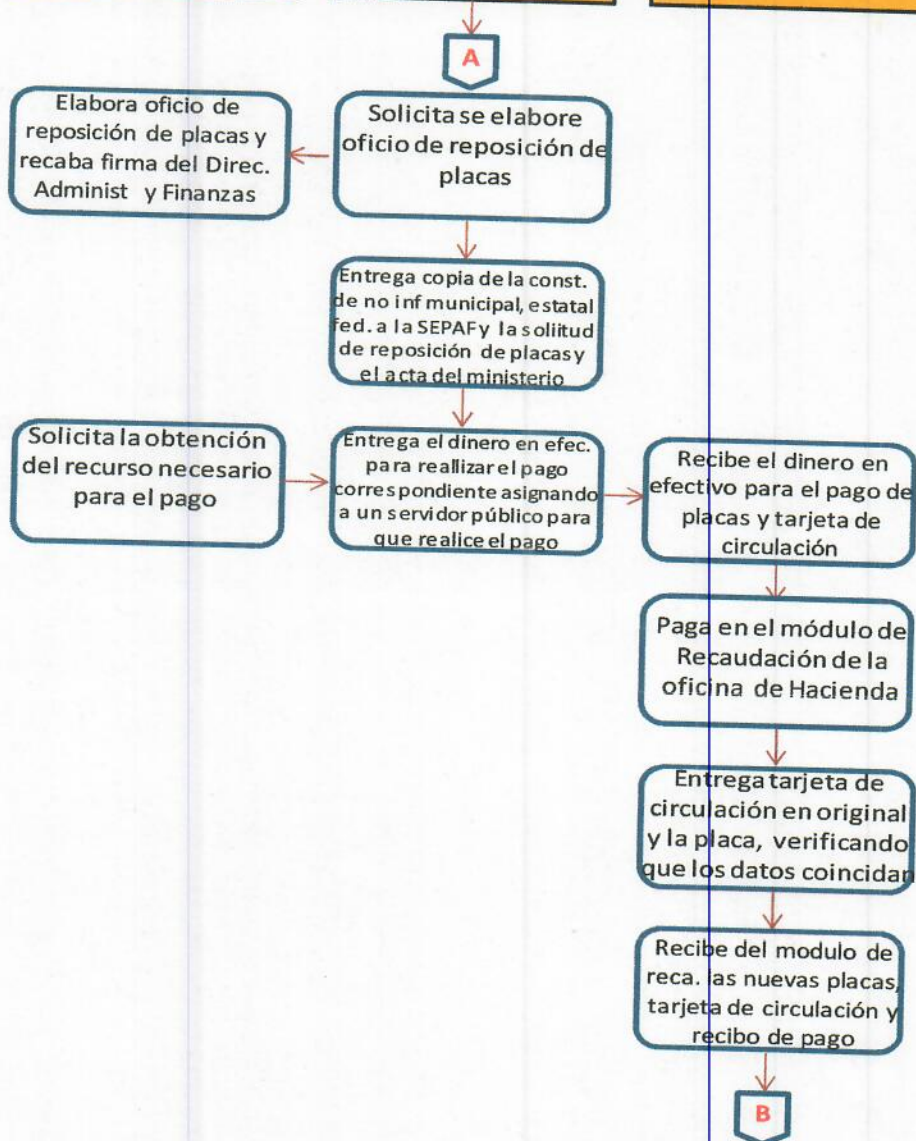 A
Elabora oficio de
reposición de placas y
recaba firma del Direc.
Administ y Finanzas
Solicita se elabore
oficio de reposición de
placas
Entrega copia de la const.
de no inf municipal, estatal
fed. a la SEPAF y la soliitud
de reposición de placas y
el acta del ministerio
Solicita la obtención
del recurso necesario
para el pago
Entrega el dinero en efec.
para reallizar el pago
correspondiente asignando
a un servidor público para
que realice el pago
Recibe el dinero en
efectivo para el pago de
placas y tarjeta de
circulación
Paga en el módulo de
Recaudación de la
oficina de Hacienda
Entrega tarjeta de
circulación en original
y la placa, verificando
que los datos coincidan
Recibe del modulo de
reca. las nuevas placas,
tarjeta de circulación y
recibo de pago
B